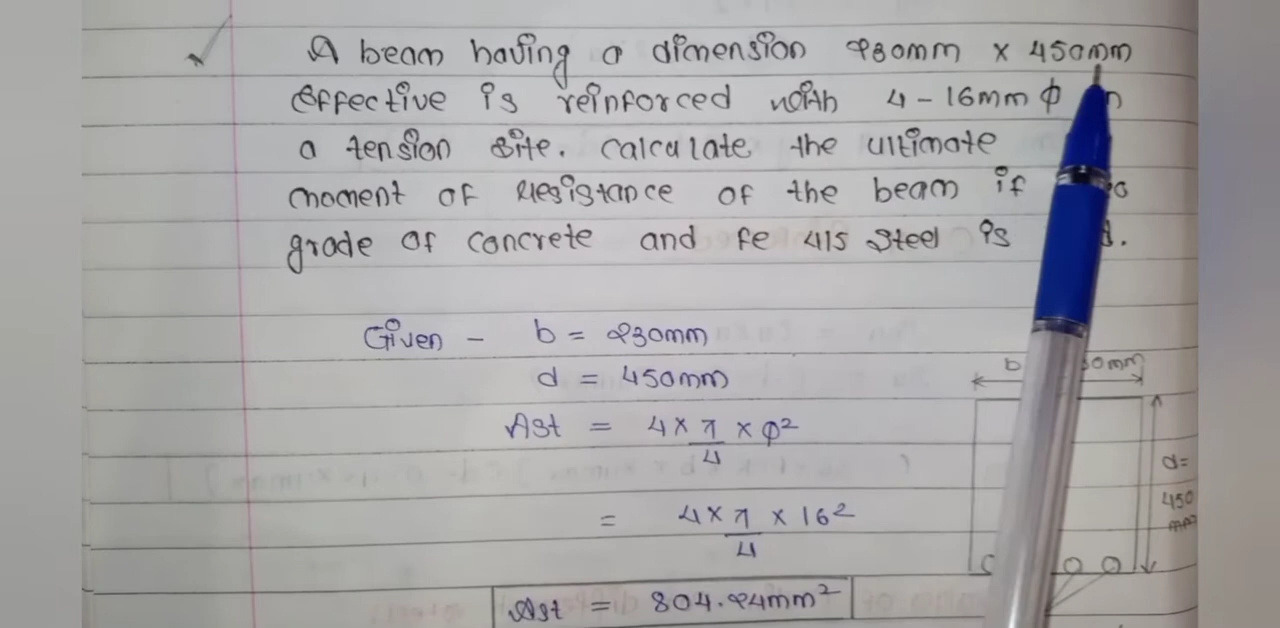 A beam having a dimension 230mm x 450mm
effective is reinforced with 4-16mm ϕ
a tension site. calculate the ultimate
moment of resistance of the beam if
grade of concrete and fe 415 steel is
Given - b = 230mm
d = 450mm
Ast = 4 x π/4 x ϕ²
= 4 x π/4 x 16²
Ast = 804.24mm²
b
d=
450
mm